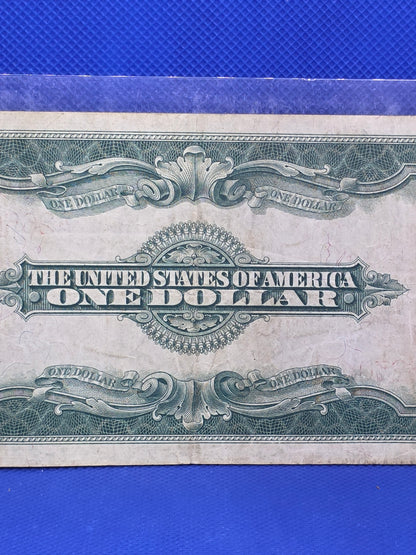 ONE DOLLAR ONE DOLLAR
THE UNITED STATES OF AMERICA
ONE DOLLAR
ONE DOLLAR ONE DOLLAR